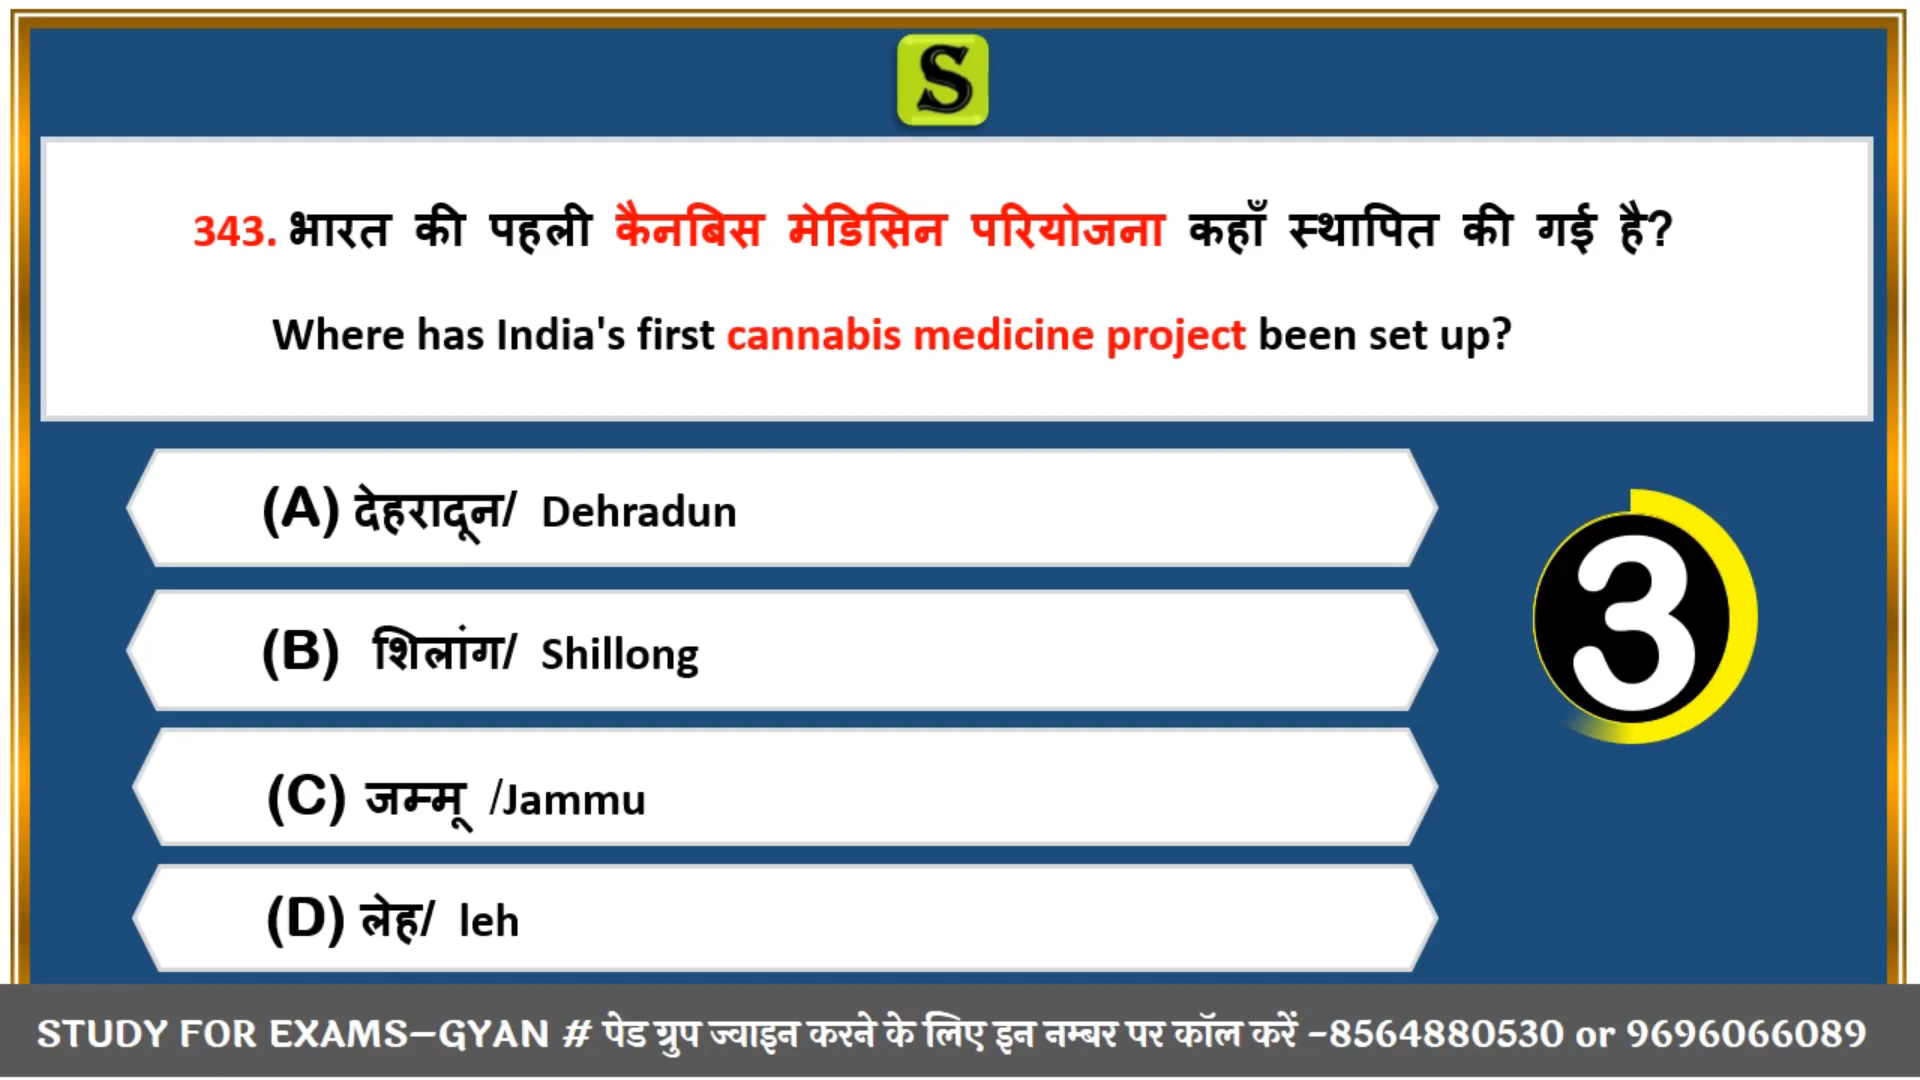 S
343. भारत की पहली कैनबिस मेडिसिन परियोजना कहाँ स्थापित की गई है?
Where has India's first cannabis medicine project been set up?
(A) देहरादून/ Dehradun
(B) शिलांग/ Shillong
3
(C) जम्मू /Jammu
(D) लेह/ leh
STUDY FOR EXAMS–GYAN # पेड ग्रुप ज्वाइन करने के लिए इन नम्बर पर कॉल करें -8564880530 or 9696066089